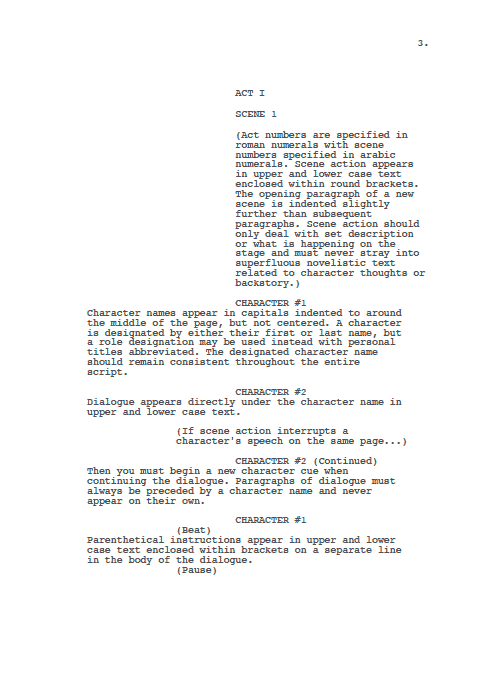 3.
ACT I
SCENE 1
(Act numbers are specified in
roman numerals with scene
numbers specified in arabic
numerals. Scene action appears
in upper and lower case text
enclosed within round brackets.
The opening paragraph of a new
scene is indented slightly
further than subsequent
paragraphs. Scene action should
only deal with set description
or what is happening on the
stage and must never stray into
superfluous novelistic text
related to character thoughts or
backstory.)
CHARACTER #1
Character names appear in capitals indented to around
the middle of the page, but not centered. A character
is designated by either their first or last name, but
a role designation may be used instead with personal
titles abbreviated. The designated character name
should remain consistent throughout the entire
script.
CHARACTER #2
Dialogue appears directly under the character name in
upper and lower case text.
(If scene action interrupts a
character's speech on the same page...)
CHARACTER #2 (Continued)
Then you must begin a new character cue when
continuing the dialogue. Paragraphs of dialogue must
always be preceded by a character name and never
appear on their own.
CHARACTER #1
(Beat)
Parenthetical instructions appear in upper and lower
case text enclosed within brackets on a separate line
in the body of the dialogue.
(Pause)